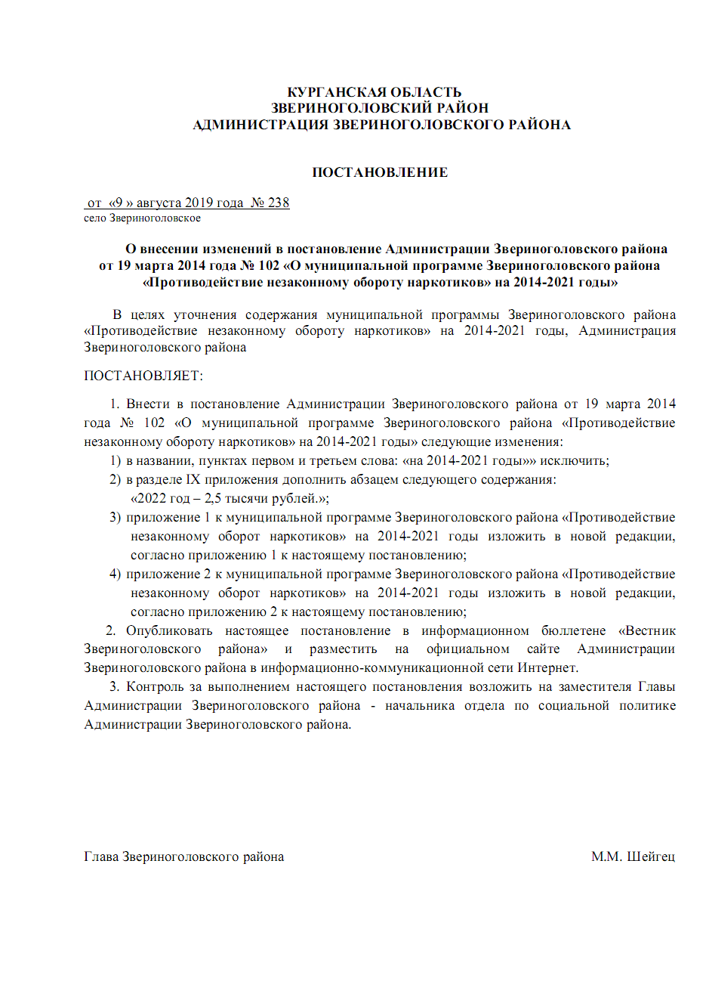 КУРГАНСКАЯ ОБЛАСТЬ
ЗВЕРИНОГОЛОВСКИЙ РАЙОН
АДМИНИСТРАЦИЯ ЗВЕРИНОГОЛОВСКОГО РАЙОНА
ПОСТАНОВЛЕНИЕ
от «9 » августа 2019 года № 238
село Звериноголовское
О внесении изменений в постановление Администрации Звериноголовского района
от 19 марта 2014 года № 102 «О муниципальной программе Звериноголовского района
«Противодействие незаконному обороту наркотиков» на 2014-2021 годы»
В целях уточнения содержания муниципальной программы Звериноголовского района
«Противодействие незаконному обороту наркотиков» на 2014-2021 годы, Администрация
Звериноголовского района
ПОСТАНОВЛЯЕТ:
1. Внести в постановление Администрации Звериноголовского района от 19 марта 2014
года № 102 «О муниципальной программе Звериноголовского района «Противодействие
незаконному обороту наркотиков» на 2014-2021 годы» следующие изменения:
1) в названии, пунктах первом и третьем слова: «на 2014-2021 годы»» исключить;
2) в разделе IX приложения дополнить абзацем следующего содержания:
«2022 год – 2,5 тысячи рублей.»;
3) приложение 1 к муниципальной программе Звериноголовского района «Противодействие
незаконному оборот наркотиков» на 2014-2021 годы изложить в новой редакции,
согласно приложению 1 к настоящему постановлению;
4) приложение 2 к муниципальной программе Звериноголовского района «Противодействие
незаконному оборот наркотиков» на 2014-2021 годы изложить в новой редакции,
согласно приложению 2 к настоящему постановлению;
2. Опубликовать настоящее постановление в информационном бюллетене «Вестник
Звериноголовского района» и разместить на официальном сайте Администрации
Звериноголовского района в информационно-коммуникационной сети Интернет.
3. Контроль за выполнением настоящего постановления возложить на заместителя Главы
Администрации Звериноголовского района - начальника отдела по социальной политике
Администрации Звериноголовского района.
Глава Звериноголовского района М.М. Шейгец